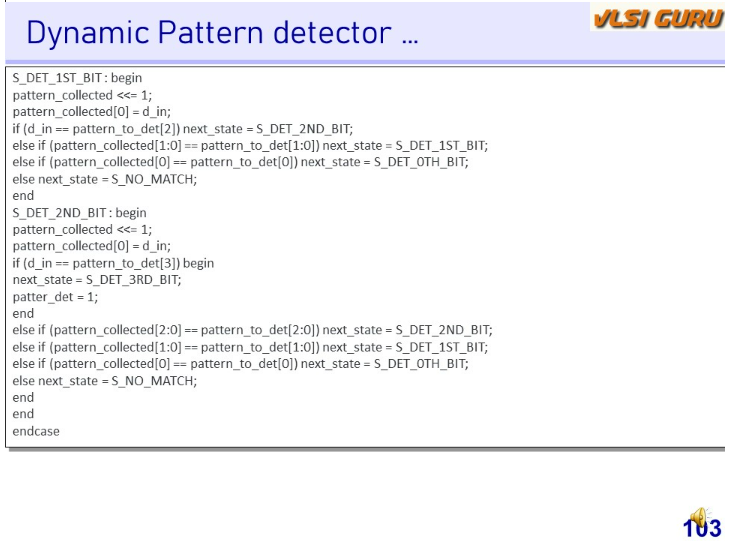 VLSI GURU
Dynamic Pattern detector ...
S_DET_1ST_BIT : begin
pattern_collected <<= 1;
pattern_collected[0] = d_in;
if (d_in == pattern_to_det[2]) next_state = S_DET_2ND_BIT;
else if (pattern_collected[1:0] == pattern_to_det[1:0]) next_state = S_DET_1ST_BIT;
else if (pattern_collected[0] == pattern_to_det[0]) next_state = S_DET_0TH_BIT;
else next_state = S_NO_MATCH;
end
S_DET_2ND_BIT : begin
pattern_collected <<= 1;
pattern_collected[0] = d_in;
if (d_in == pattern_to_det[3]) begin
next_state = S_DET_3RD_BIT;
patter_det = 1;
end
else if (pattern_collected[2:0] == pattern_to_det[2:0]) next_state = S_DET_2ND_BIT;
else if (pattern_collected[1:0] == pattern_to_det[1:0]) next_state = S_DET_1ST_BIT;
else if (pattern_collected[0] == pattern_to_det[0]) next_state = S_DET_0TH_BIT;
else next_state = S_NO_MATCH;
end
end
endcase
103